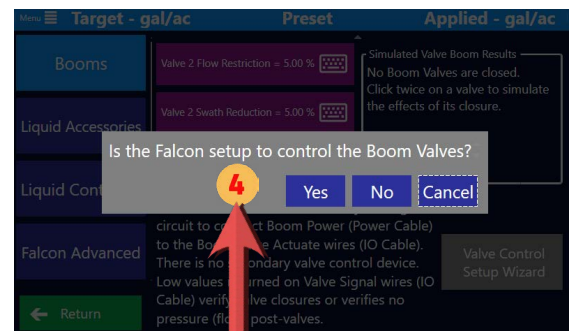 Menu ☰ Target - gal/ac Preset Applied - gal/ac
Booms
Liquid Accessories
Liquid Cont
Falcon Advanced
← Return
Valve 2 Flow Restriction = 5.00 %
Valve 2 Swath Reduction = 5.00 %
Simulated Valve Boom Results
No Boom Valves are closed.
Click twice on a valve to simulate
the effects of its closure.
Is the Falcon setup to control the Boom Valves?
4
Yes No Cancel
circuit to ct Boom Power (Power Cable)
to the Bo e Actuate wires (IO Cable).
There is no ondary valve control device.
Low values rned on Valve Signal wires (IO
Cable) verify lve closures or verifies no
pressure (flo post-valves.
Valve Control
Setup Wizard